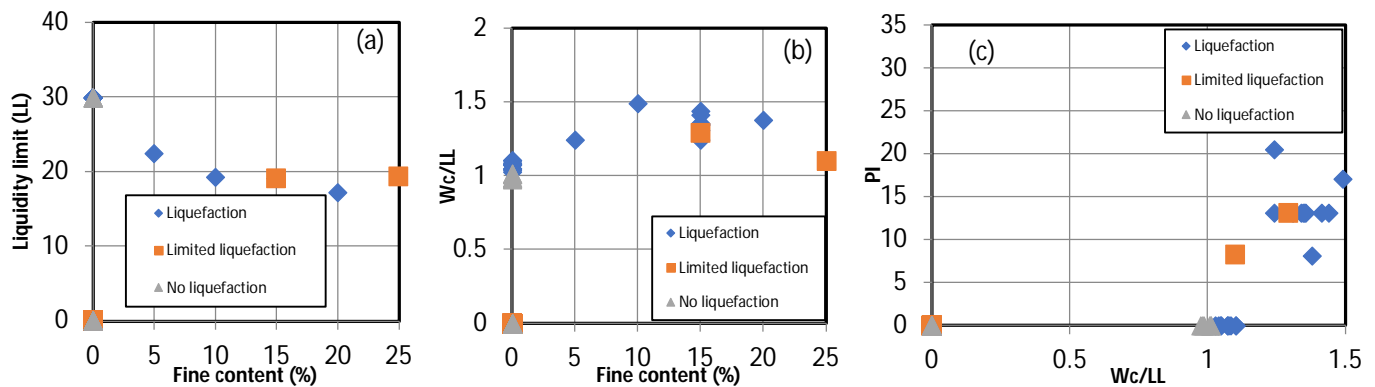 (a)
Liquidity limit (LL)
40
30
20
10
0
Liquefaction
Limited liquefaction
No liquefaction
0 5 10 15 20 25
Fine content (%)
(b)
Wc/LL
2
1.5
1
0.5
0
Liquefaction
Limited liquefaction
No liquefaction
0 5 10 15 20 25
Fine content (%)
(c)
PI
35
30
25
20
15
10
5
0
Liquefaction
Limited liquefaction
No liquefaction
0 0.5 1 1.5
Wc/LL